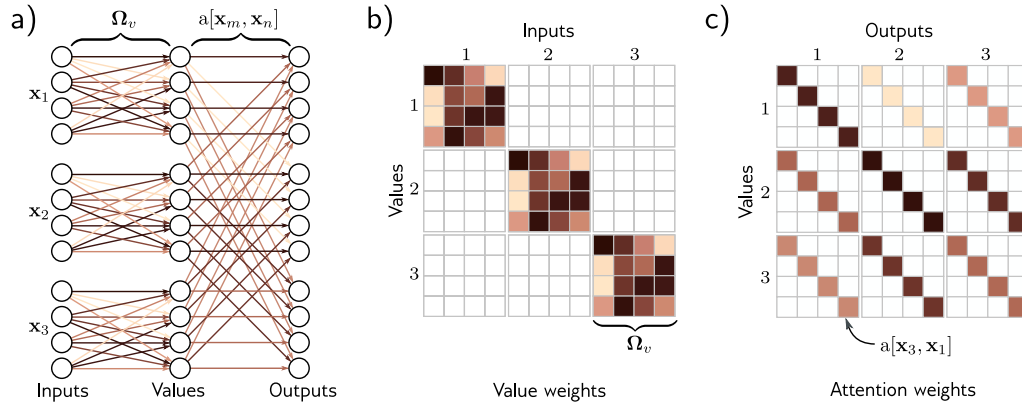 a)
Ω_v
a[x_m, x_n]
x_1
x_2
x_3
Inputs
Values
Outputs
b)
Inputs
1
2
3
Values
1
2
3
Ω_v
Value weights
c)
Outputs
1
2
3
Values
1
2
3
a[x_3, x_1]
Attention weights